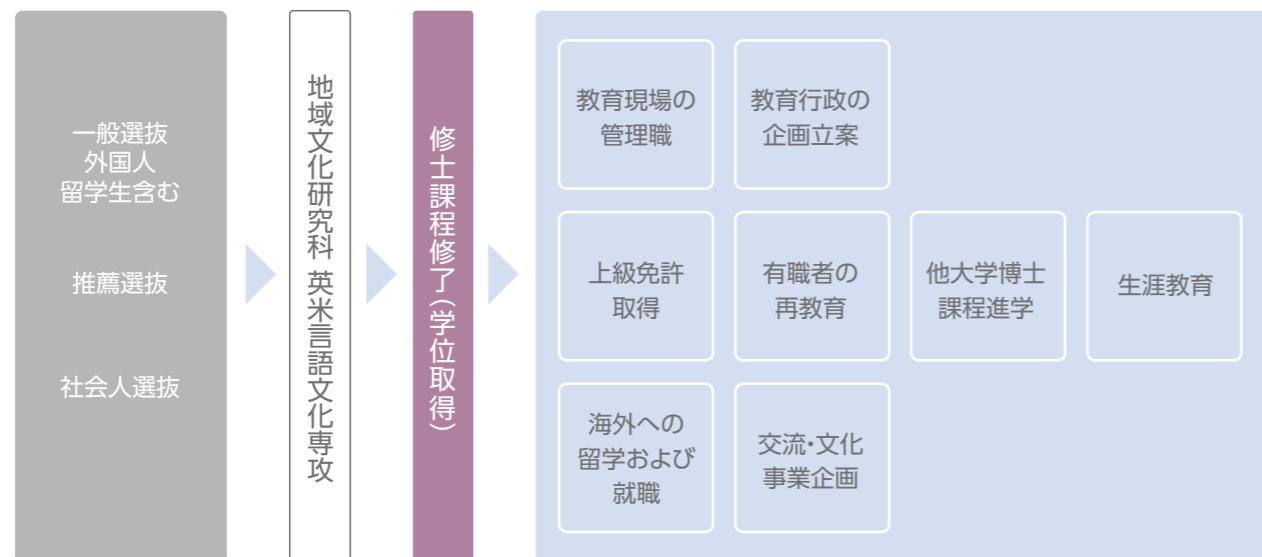 一般選抜
外国人
留学生含む
推薦選抜
社会人選抜
地域文化研究科 英米言語文化専攻
修士課程修了(学位取得)
教育現場の
管理職
教育行政の
企画立案
上級免許
取得
有職者の
再教育
他大学博士
課程進学
生涯教育
海外への
留学および
就職
交流・文化
事業企画